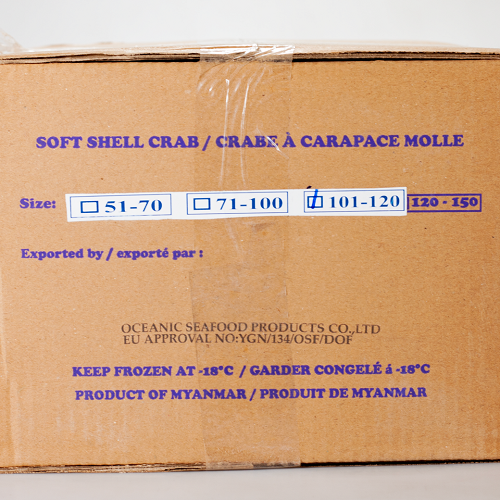 SOFT SHELL CRAB / CRABE À CARAPACE MOLLE
Size: 51-70 71-100 101-120 120 - 150
Exported by / exporté par :
OCEANIC SEAFOOD PRODUCTS CO.,LTD
EU APPROVAL NO:YGN/134/OSF/DOF
KEEP FROZEN AT -18°C / GARDER CONGELÉ á -18°C
PRODUCT OF MYANMAR / PRODUIT DE MYANMAR